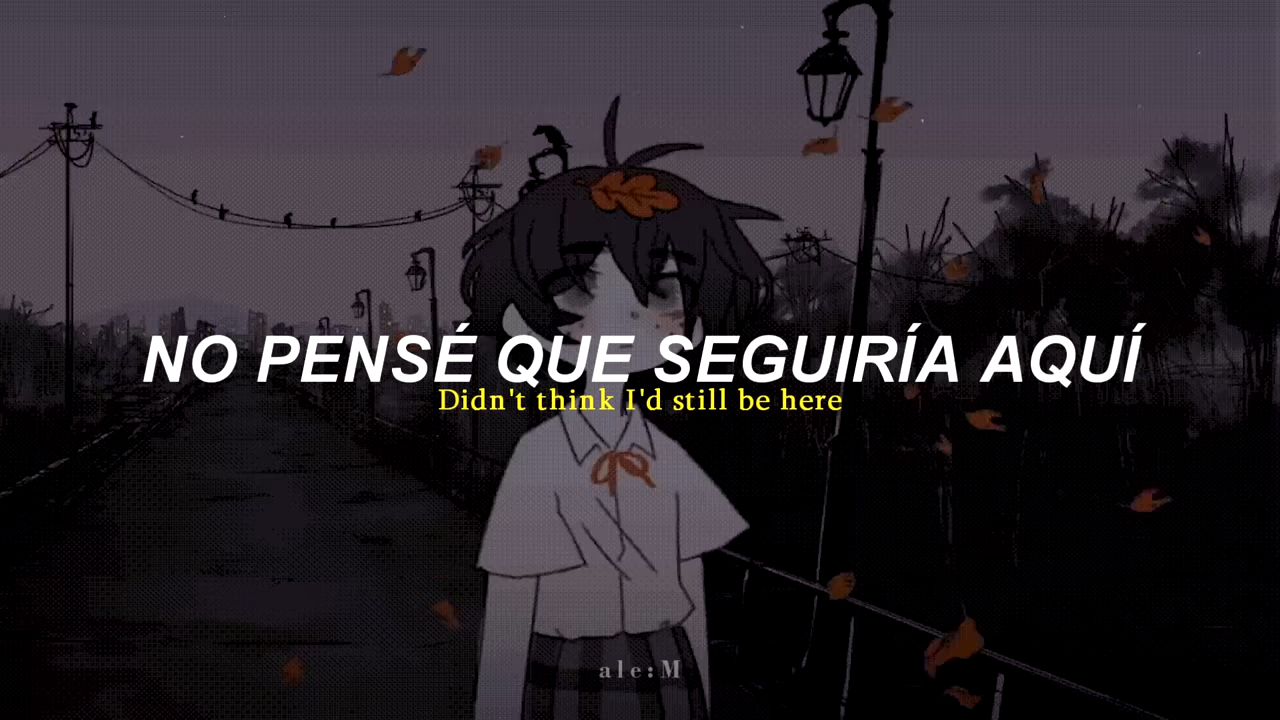 NO PENSÉ QUE SEGUIRÍA AQUÍ
Didn't think I'd still be here
ale:M